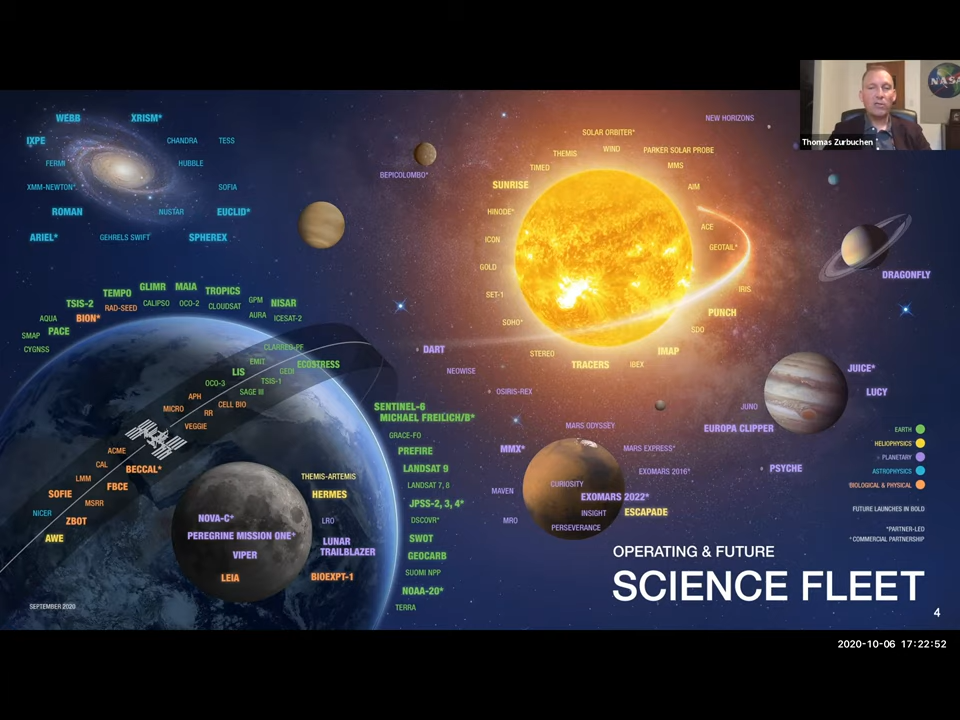 NASA
Thomas Zurbuchen
WEBB
XRISM*
IXPE
CHANDRA
TESS
FERMI
HUBBLE
XMM-NEWTON*
SOFIA
ROMAN
NUSTAR
EUCLID*
ARIEL*
GEHRELS SWIFT
SPHEREX
NEW HORIZONS
SOLAR ORBITER*
WIND
PARKER SOLAR PROBE
THEMIS
MMS
TIMED
BEPICOLOMBO*
SUNRISE
AIM
HINODE*
ACE
ICON
GEOTAIL*
GOLD
IRIS
SET-1
PUNCH
SOHO*
SDO
STEREO
IMAP
TRACERS
IBEX
DRAGONFLY
TSIS-2
TEMPO
GLIMR
MAIA
TROPICS
RAD-SEED
CALIPSO
OCO-2
CLOUDSAT
GPM
NISAR
AQUA
BION*
AURA
ICESAT-2
SMAP
PACE
CYGNSS
CLARREO-PF
EMIT
GEDI
ECOSTRESS
LIS
TSIS-1
OCO-3
SAGE III
APH
CELL BIO
MICRO
RR
VEGGIE
ACME
CAL
BECCAL*
LMM
FBCE
SOFIE
MSRR
NICER
ZBOT
AWE
DART
NEOWISE
OSIRIS-REX
JUICE*
LUCY
JUNO
EUROPA CLIPPER
PSYCHE
MARS ODYSSEY
MMX*
MARS EXPRESS*
EXOMARS 2016*
MAVEN
CURIOSITY
EXOMARS 2022*
INSIGHT
ESCAPADE
MRO
PERSEVERANCE
SENTINEL-6
MICHAEL FREILICH/B*
GRACE-FO
PREFIRE
LANDSAT 9
LANDSAT 7, 8
JPSS-2, 3, 4*
DSCOVR*
SWOT
GEOCARB
SUOMI NPP
NOAA-20*
TERRA
THEMIS-ARTEMIS
HERMES
NOVA-C+
LRO
PEREGRINE MISSION ONE+
LUNAR
TRAILBLAZER
VIPER
LEIA
BIOEXPT-1
EARTH
HELIOPHYSICS
PLANETARY
ASTROPHYSICS
BIOLOGICAL & PHYSICAL
FUTURE LAUNCHES IN BOLD
*PARTNER-LED
+ COMMERCIAL PARTNERSHIP
OPERATING & FUTURE
SCIENCE FLEET
SEPTEMBER 2020
4
2020-10-06 17:22:52